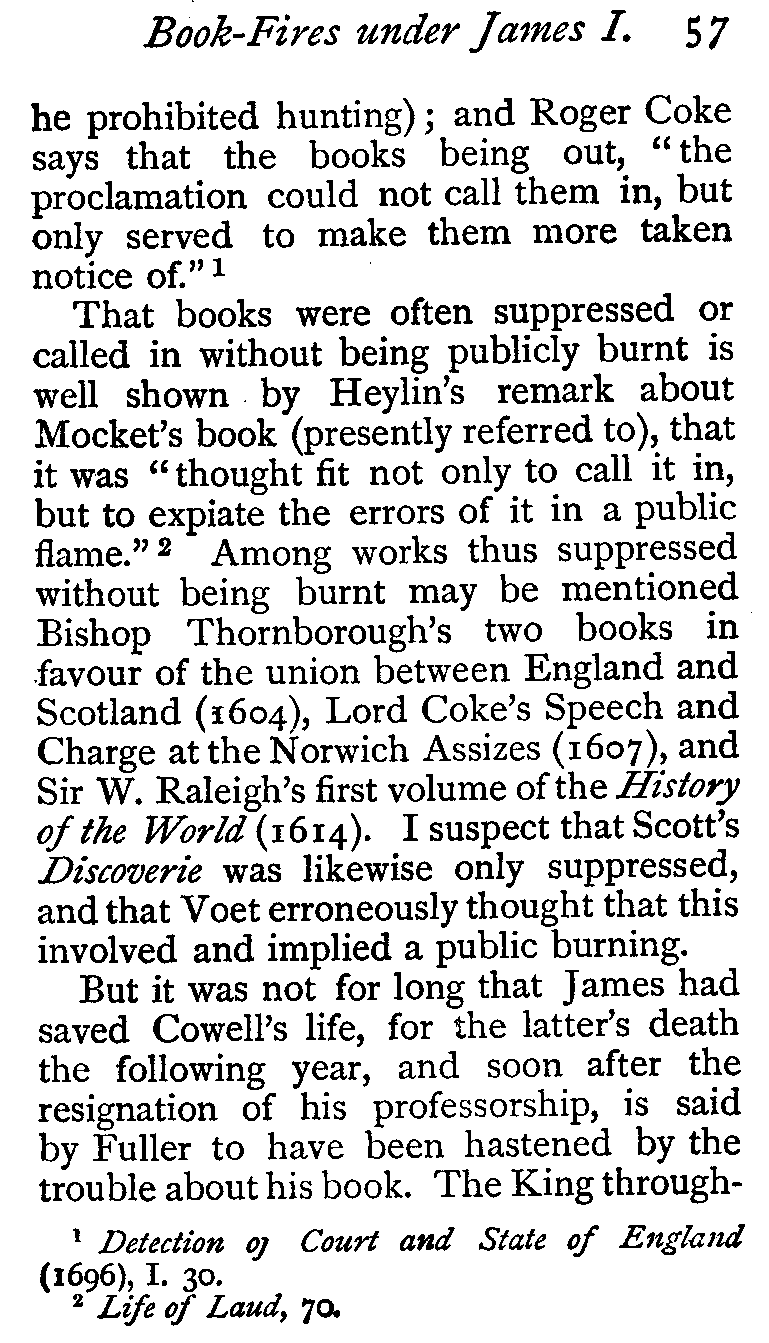 Book-Fires under James I. 57
he prohibited hunting); and Roger Coke
says that the books being out, “the
proclamation could not call them in, but
only served to make them more taken
notice of.” ¹
That books were often suppressed or
called in without being publicly burnt is
well shown by Heylin’s remark about
Mocket’s book (presently referred to), that
it was “thought fit not only to call it in,
but to expiate the errors of it in a public
flame.” ² Among works thus suppressed
without being burnt may be mentioned
Bishop Thornborough’s two books in
favour of the union between England and
Scotland (1604), Lord Coke’s Speech and
Charge at the Norwich Assizes (1607), and
Sir W. Raleigh’s first volume of the History
of the World (1614). I suspect that Scott’s
Discoverie was likewise only suppressed,
and that Voet erroneously thought that this
involved and implied a public burning.
But it was not for long that James had
saved Cowell’s life, for the latter’s death
the following year, and soon after the
resignation of his professorship, is said
by Fuller to have been hastened by the
trouble about his book. The King through-
¹ Detection of Court and State of England
(1696), I. 30.
² Life of Laud, 70.